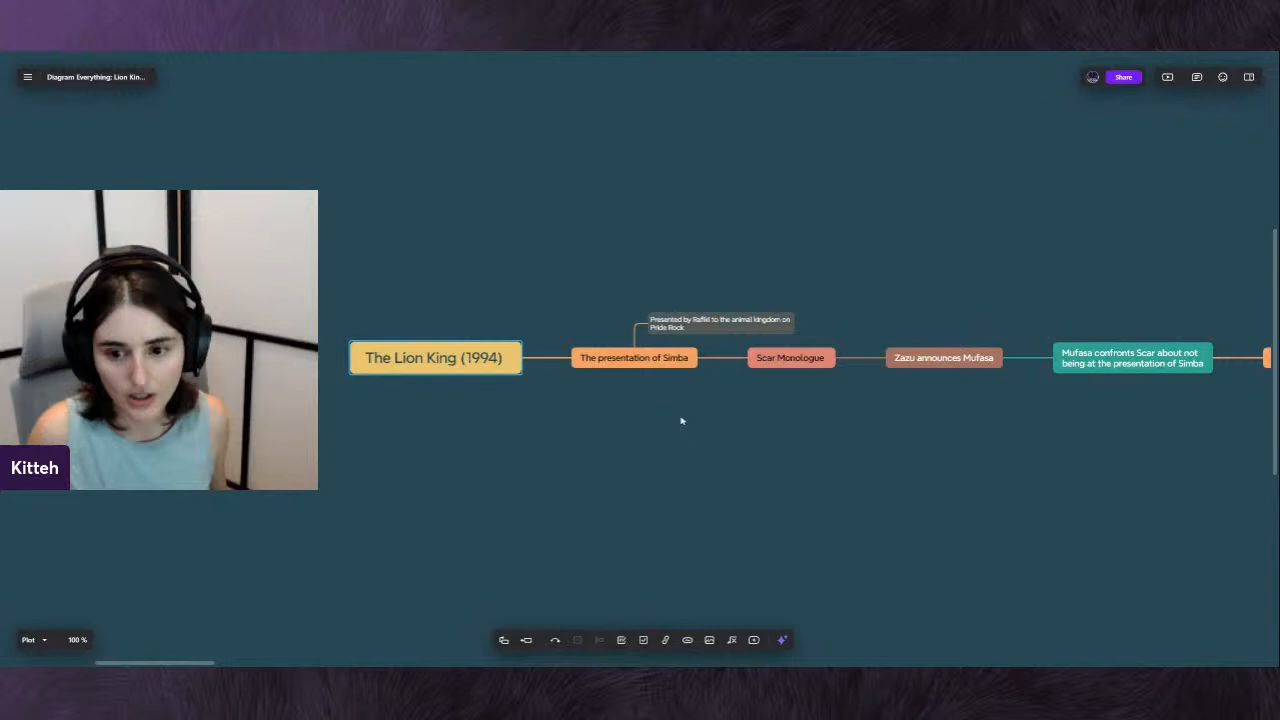 Diagram Everything: Lion Kin...
Share
Presented by Rafiki to the animal kingdom on
Pride Rock
The Lion King (1994)
The presentation of Simba
Scar Monologue
Zazu announces Mufasa
Mufasa confronts Scar about not
being at the presentation of Simba
Kitteh
Plot
100 %